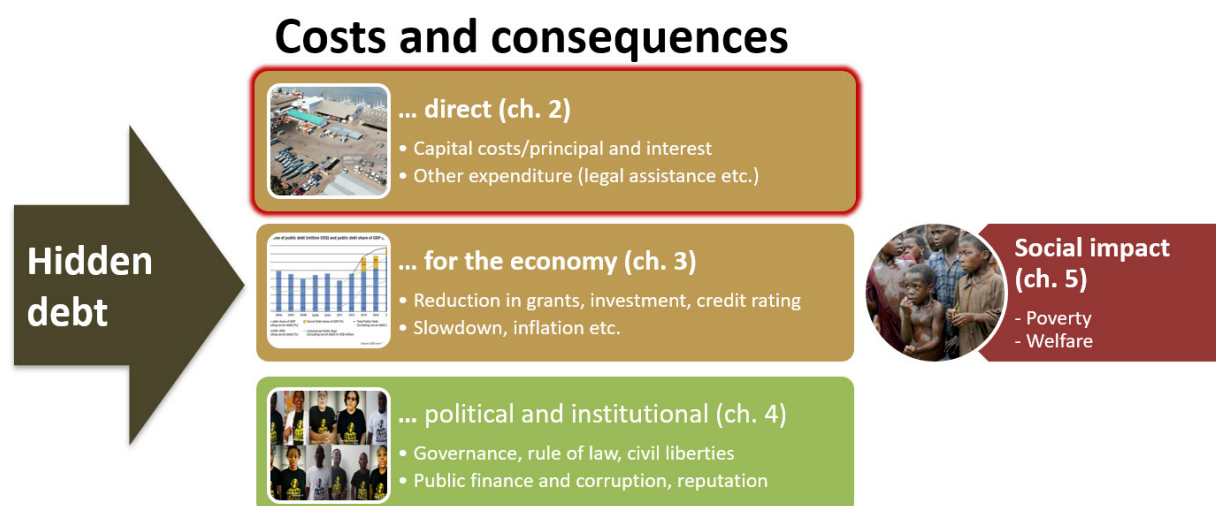 Costs and consequences
Hidden
debt
... direct (ch. 2)
• Capital costs/principal and interest
• Other expenditure (legal assistance etc.)
... for the economy (ch. 3)
• Reduction in grants, investment, credit rating
• Slowdown, inflation etc.
... political and institutional (ch. 4)
• Governance, rule of law, civil liberties
• Public finance and corruption, reputation
Social impact
(ch. 5)
- Poverty
- Welfare